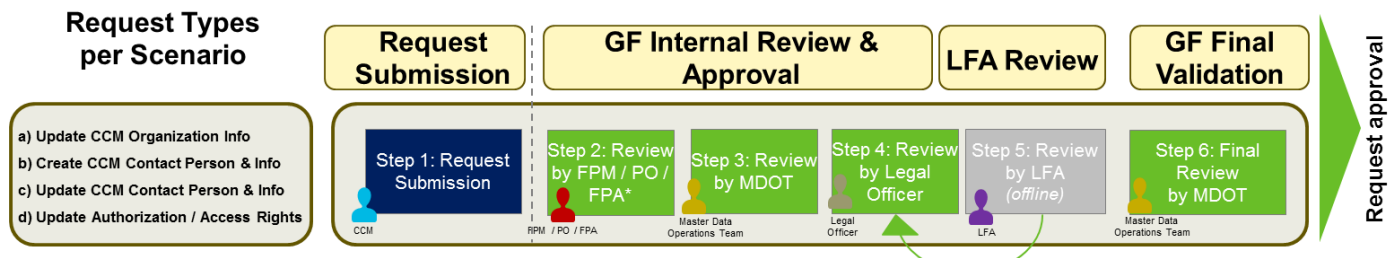 Request Types
per Scenario
a) Update CCM Organization Info
b) Create CCM Contact Person & Info
c) Update CCM Contact Person & Info
d) Update Authorization / Access Rights
Request
Submission
GF Internal Review &
Approval
LFA Review
GF Final
Validation
Step 1: Request
Submission
CCM
Step 2: Review
by FPM / PO /
FPA*
RPM / PO / FPA
Step 3: Review
by MDOT
Master Data
Operations Team
Step 4: Review
by Legal
Officer
Legal
Officer
Step 5: Review
by LFA
(offline)
LFA
Step 6: Final
Review
by MDOT
Master Data
Operations Team
Request approval